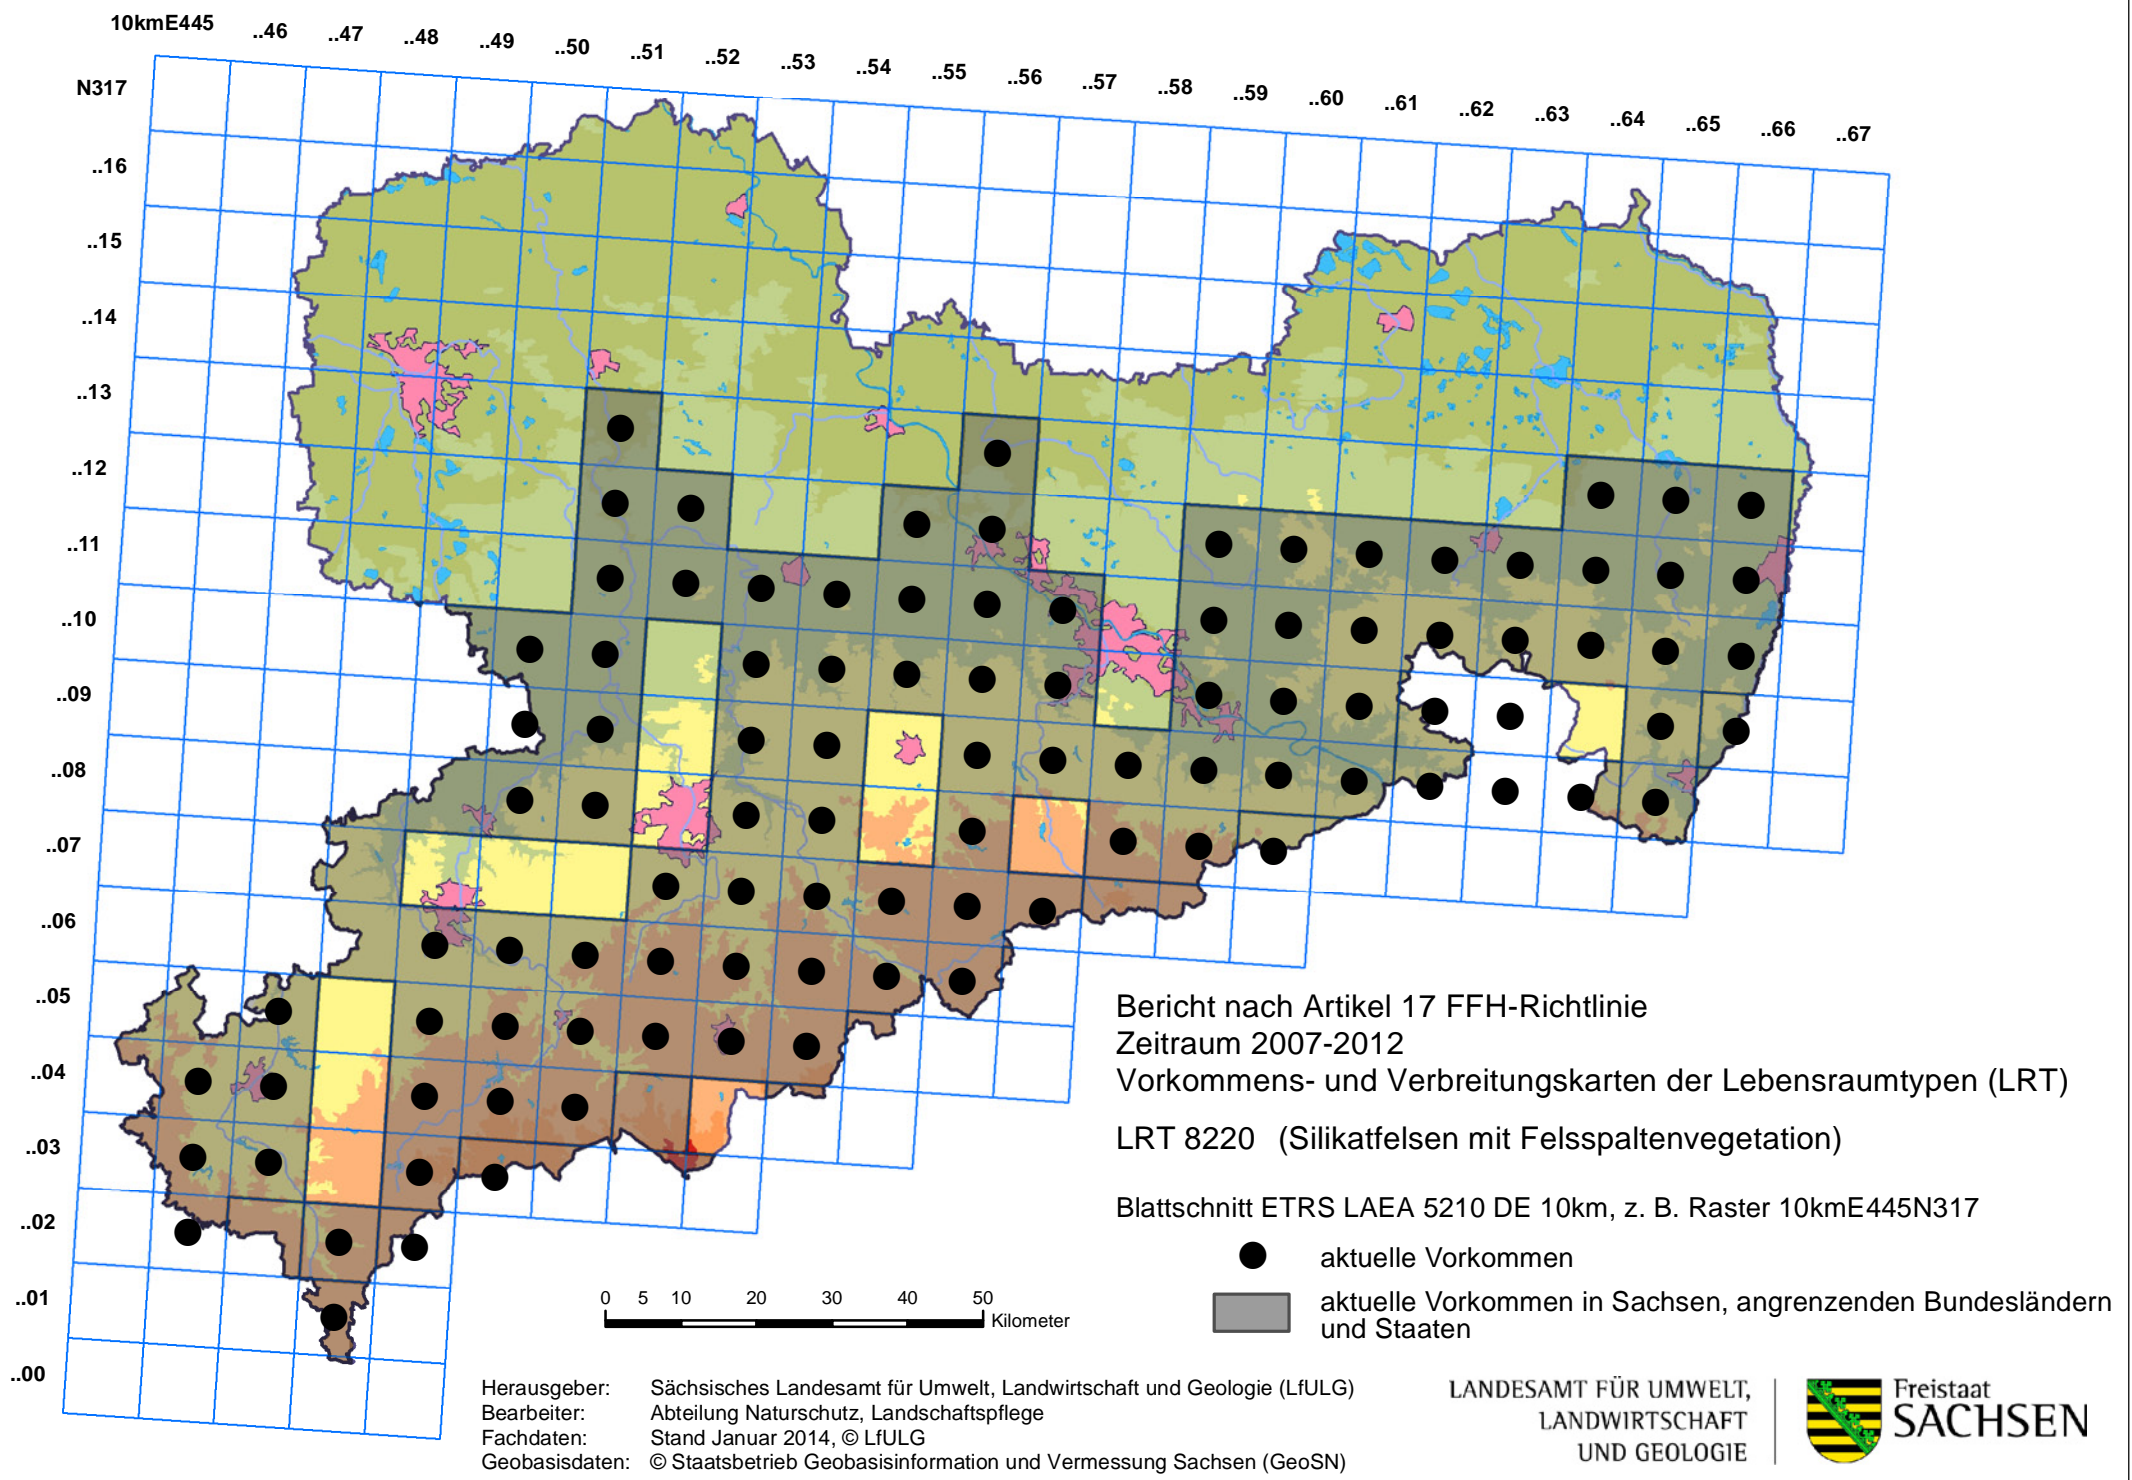 10kmE445 ..46 ..47 ..48 ..49 ..50 ..51 ..52 ..53 ..54 ..55 ..56 ..57 ..58 ..59 ..60 ..61 ..62 ..63 ..64 ..65 ..66 ..67
N317
..16
..15
..14
..13
..12
..11
..10
..09
..08
..07
..06
..05
..04
..03
..02
..01
..00
Bericht nach Artikel 17 FFH-Richtlinie
Zeitraum 2007-2012
Vorkommens- und Verbreitungskarten der Lebensraumtypen (LRT)
LRT 8220 (Silikatfelsen mit Felsspaltenvegetation)
Blattschnitt ETRS LAEA 5210 DE 10km, z. B. Raster 10kmE445N317
aktuelle Vorkommen
aktuelle Vorkommen in Sachsen, angrenzenden Bundesländern
und Staaten
0 5 10 20 30 40 50
Kilometer
Herausgeber: Sächsisches Landesamt für Umwelt, Landwirtschaft und Geologie (LfULG)
Bearbeiter: Abteilung Naturschutz, Landschaftspflege
Fachdaten: Stand Januar 2014, © LfULG
Geobasisdaten: © Staatsbetrieb Geobasisinformation und Vermessung Sachsen (GeoSN)
LANDESAMT FÜR UMWELT,
LANDWIRTSCHAFT
UND GEOLOGIE
Freistaat
SACHSEN